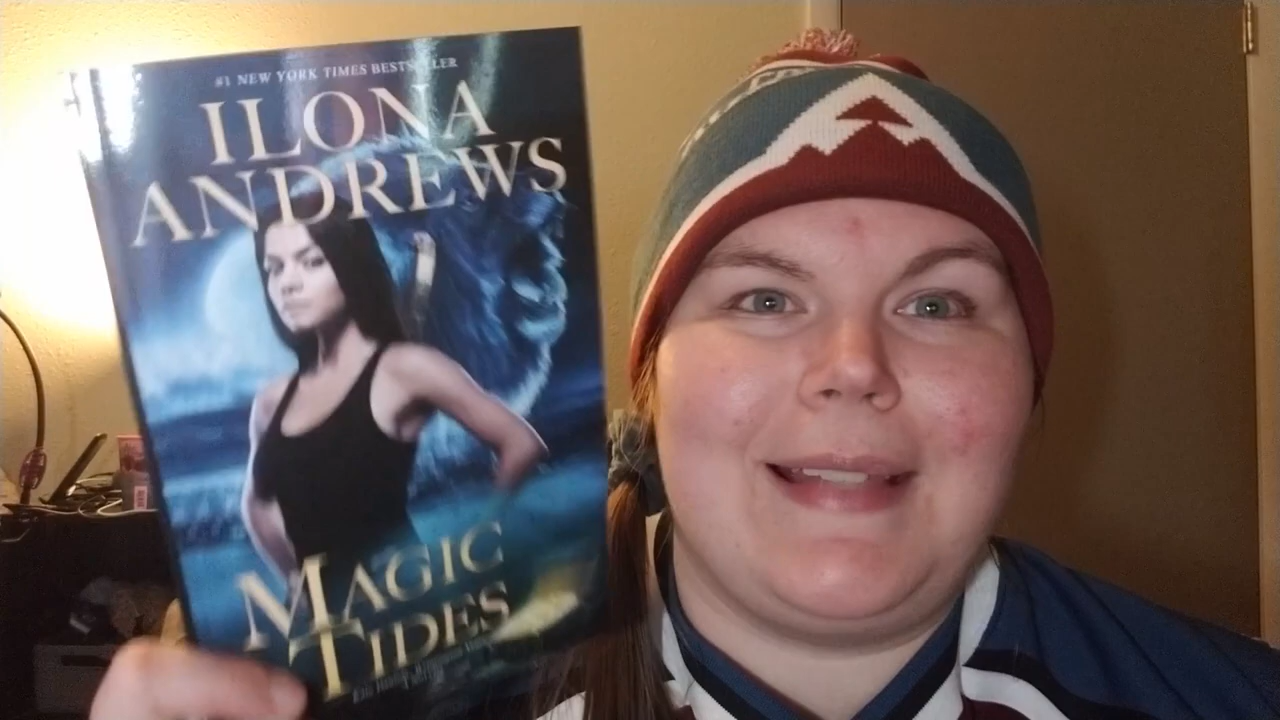 #1 NEW YORK TIMES BESTSELLER
ILONA
ANDREWS
MAGIC
TIDES